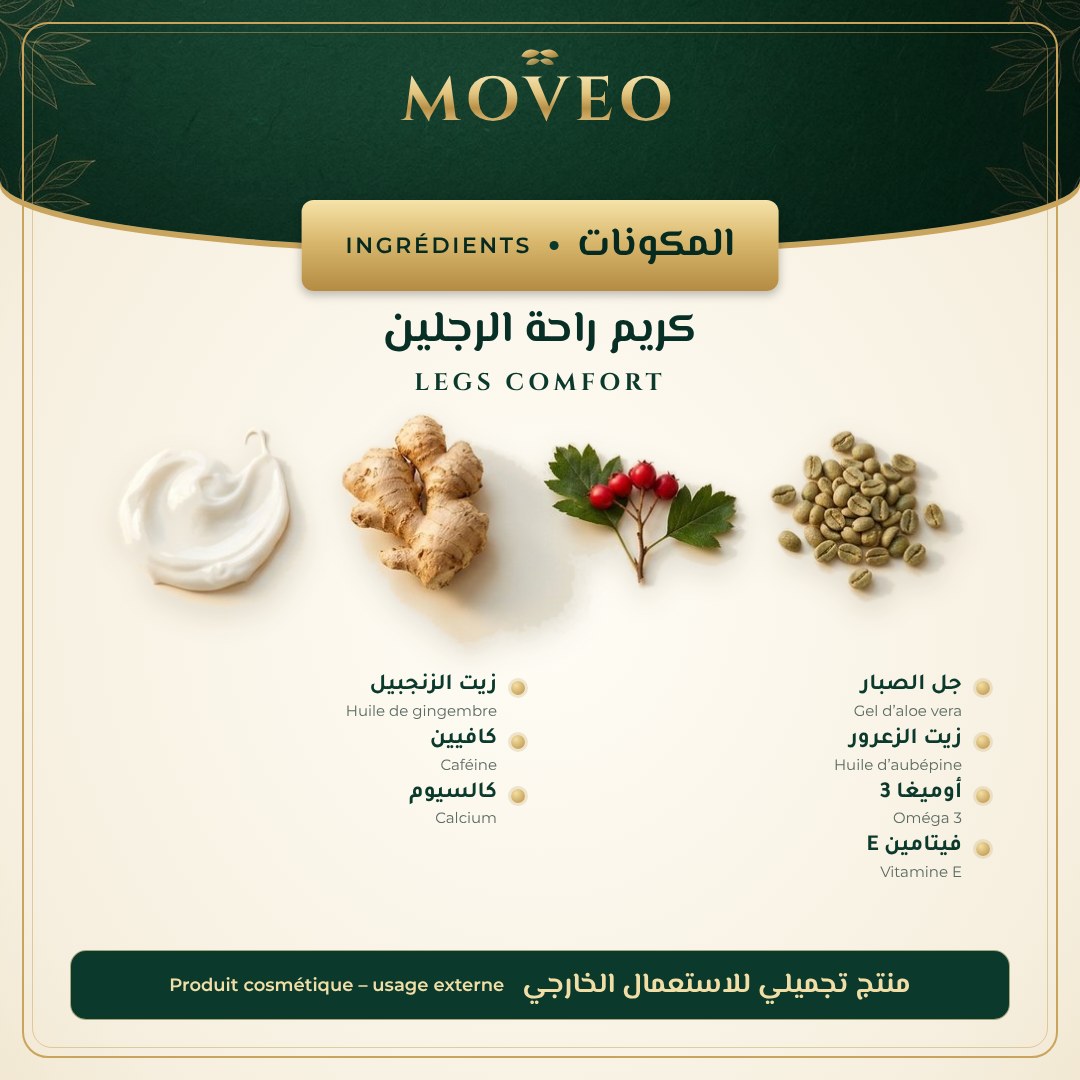 MOVEO
المكونات • INGRÉDIENTS
كريم راحة الرجلين
LEGS COMFORT
جل الصبار
Gel d’aloe vera
زيت الزعرور
Huile d’aubépine
أوميغا 3
Oméga 3
فيتامين E
Vitamine E
زيت الزنجبيل
Huile de gingembre
كافيين
Caféine
كالسيوم
Calcium
منتج تجميلي للاستعمال الخارجي Produit cosmétique – usage externe